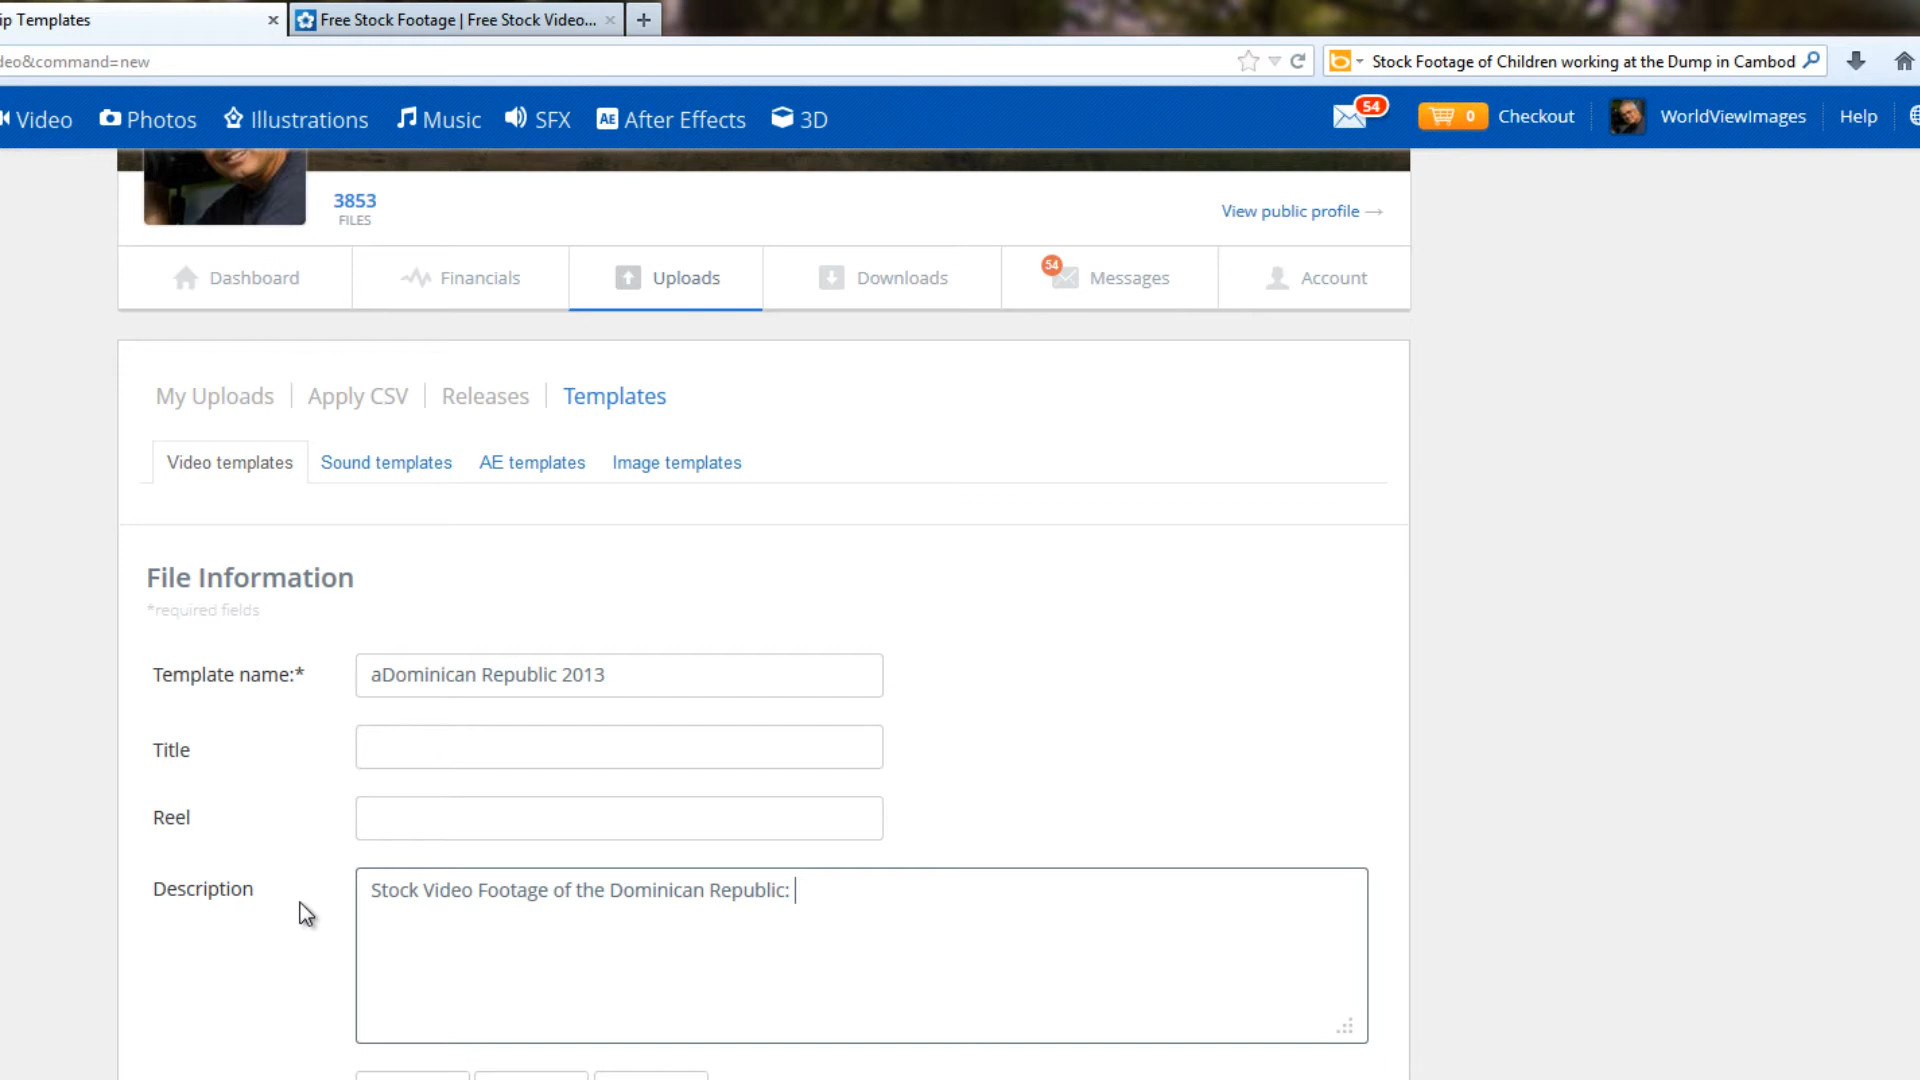 ip Templates
Free Stock Footage | Free Stock Video...
deo&command=new
Stock Footage of Children working at the Dump in Cambod
Video Photos Illustrations Music SFX AE After Effects 3D
54
0 Checkout WorldViewImages Help
3853
FILES
View public profile →
Dashboard Financials Uploads Downloads 54 Messages Account
My Uploads Apply CSV Releases Templates
Video templates Sound templates AE templates Image templates
File Information
*required fields
Template name:* aDominican Republic 2013
Title
Reel
Description Stock Video Footage of the Dominican Republic: